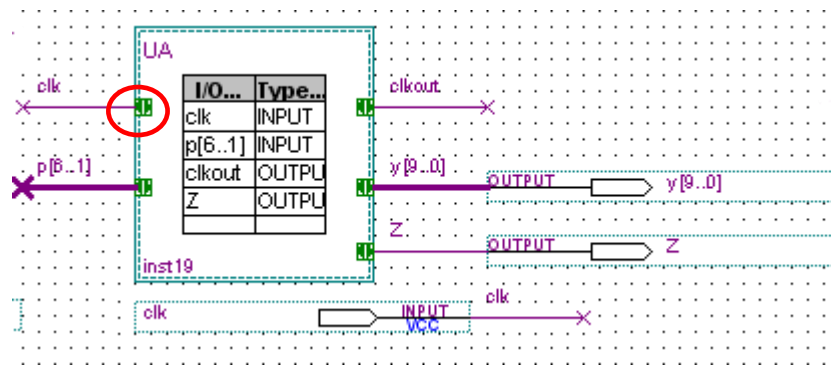 UA
clk
clkout
I/O... Type...
clk INPUT
p[6..1] INPUT
clkout OUTPU
Z OUTPU
p[6..1]
y[9..0]
OUTPUT
y[9..0]
Z
OUTPUT
Z
inst19
clk
INPUT
VCC
clk